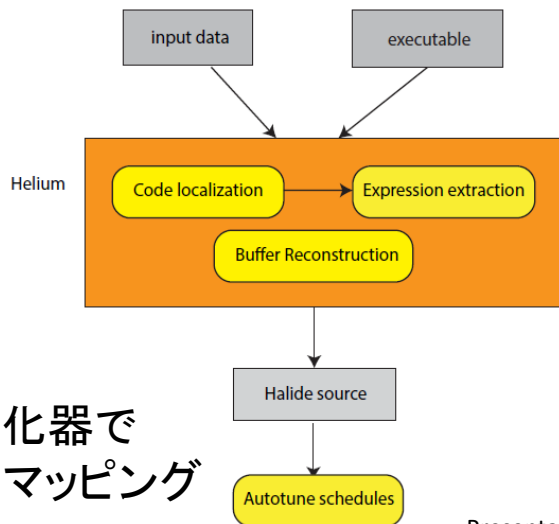 input data
executable
Helium
Code localization
Expression extraction
Buffer Reconstruction
Halide source
化器で
マッピング
Autotune schedules